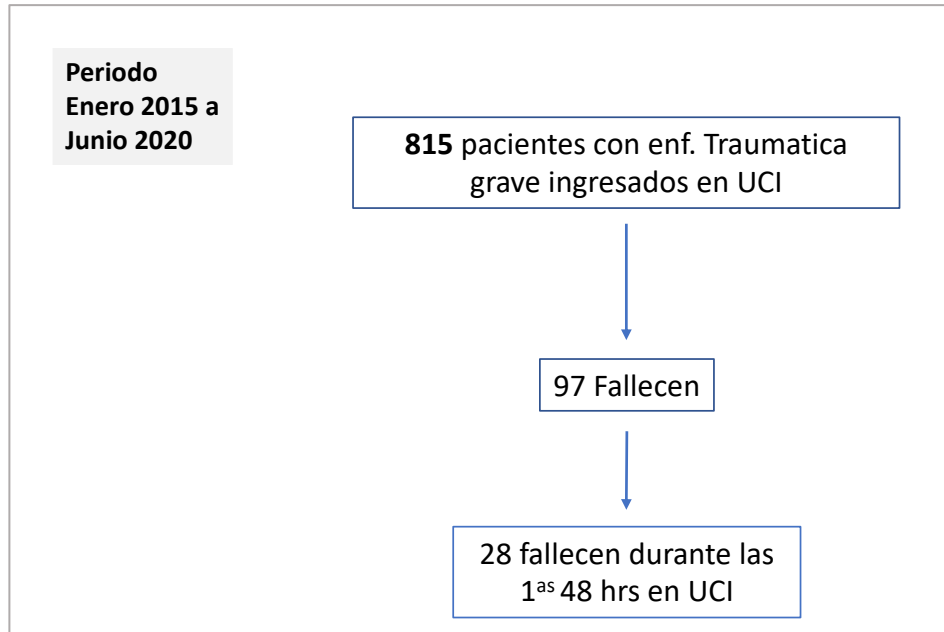 Periodo
Enero 2015 a
Junio 2020
815 pacientes con enf. Traumatica
grave ingresados en UCI
97 Fallecen
28 fallecen durante las
1as 48 hrs en UCI